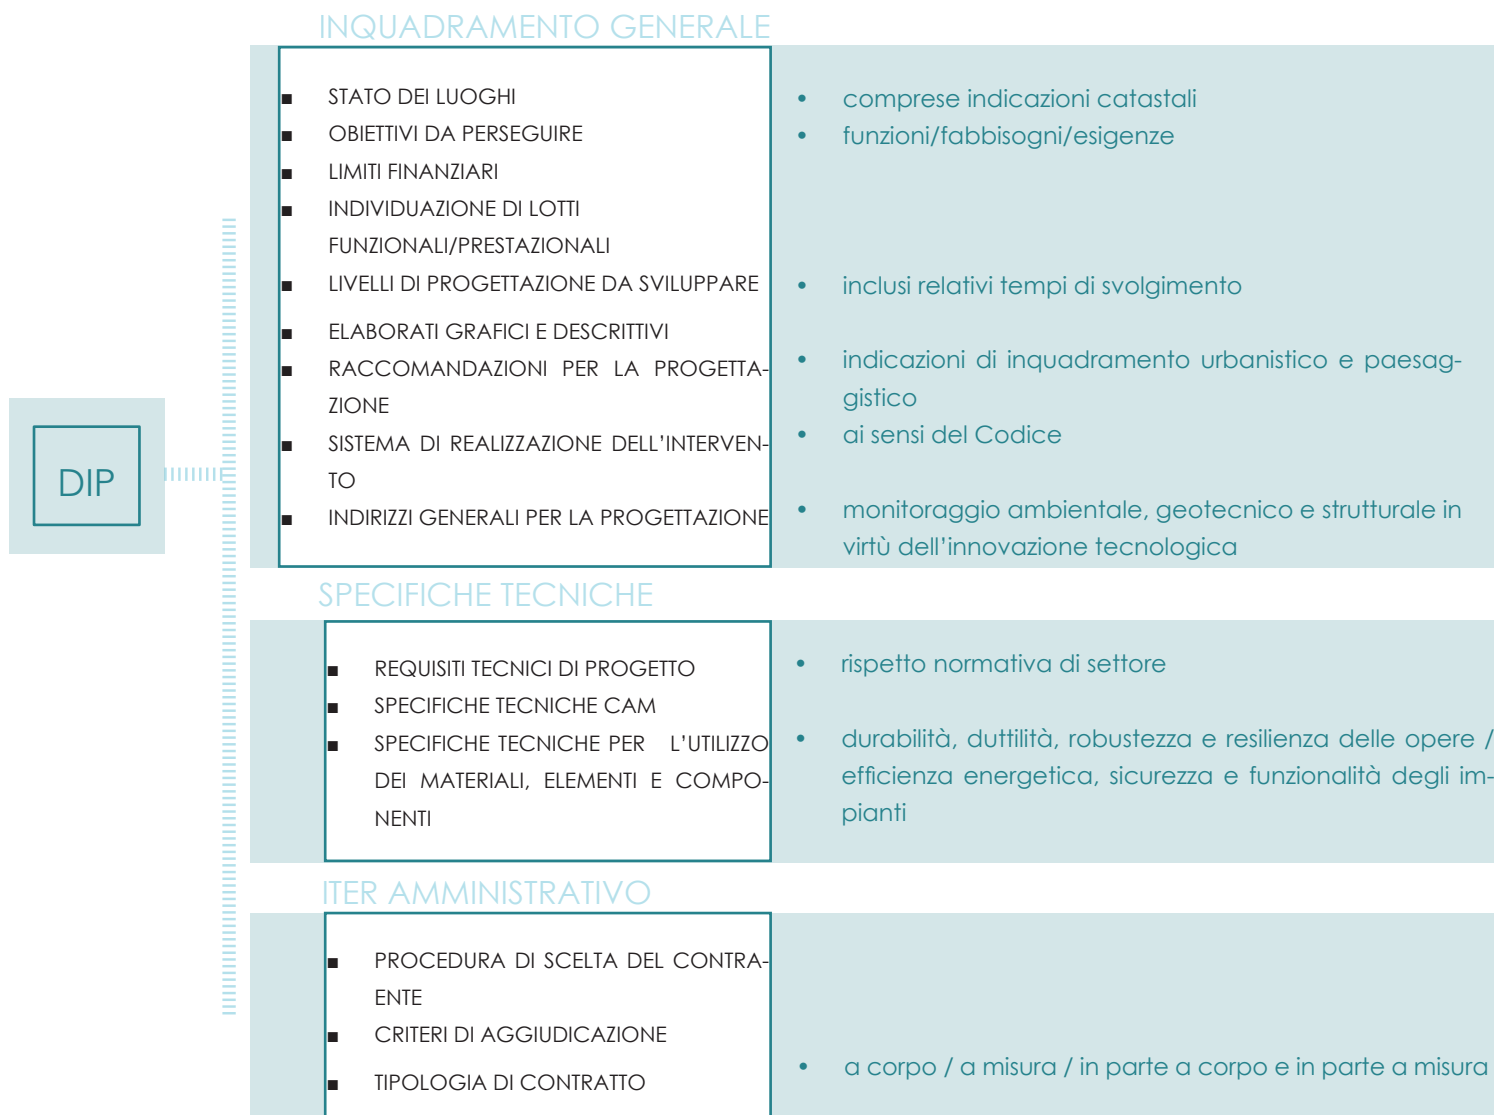 INQUADRAMENTO GENERALE
■ STATO DEI LUOGHI
• comprese indicazioni catastali
■ OBIETTIVI DA PERSEGUIRE
• funzioni/fabbisogni/esigenze
■ LIMITI FINANZIARI
■ INDIVIDUAZIONE DI LOTTI
FUNZIONALI/PRESTAZIONALI
■ LIVELLI DI PROGETTAZIONE DA SVILUPPARE
• inclusi relativi tempi di svolgimento
■ ELABORATI GRAFICI E DESCRITTIVI
■ RACCOMANDAZIONI PER LA PROGETTA-
ZIONE
• indicazioni di inquadramento urbanistico e paesag-
gistico
■ SISTEMA DI REALIZZAZIONE DELL’INTERVEN-
TO
• ai sensi del Codice
■ INDIRIZZI GENERALI PER LA PROGETTAZIONE
• monitoraggio ambientale, geotecnico e strutturale in
virtù dell’innovazione tecnologica
DIP
SPECIFICHE TECNICHE
■ REQUISITI TECNICI DI PROGETTO
• rispetto normativa di settore
■ SPECIFICHE TECNICHE CAM
■ SPECIFICHE TECNICHE PER L’UTILIZZO
DEI MATERIALI, ELEMENTI E COMPO-
NENTI
• durabilità, duttilità, robustezza e resilienza delle opere /
efficienza energetica, sicurezza e funzionalità degli im-
pianti
ITER AMMINISTRATIVO
■ PROCEDURA DI SCELTA DEL CONTRA-
ENTE
■ CRITERI DI AGGIUDICAZIONE
■ TIPOLOGIA DI CONTRATTO
• a corpo / a misura / in parte a corpo e in parte a misura